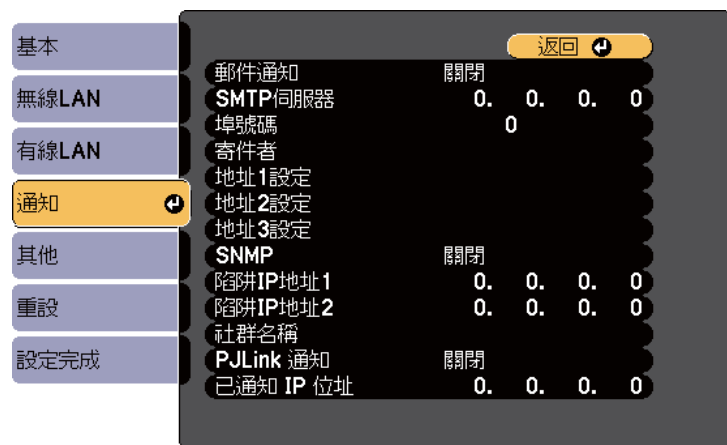 基本
無線LAN
有線LAN
通知
其他
重設
設定完成
返回
郵件通知 關閉
SMTP伺服器 0. 0. 0. 0
埠號碼 0
寄件者
地址1設定
地址2設定
地址3設定
SNMP 關閉
陷阱IP地址1 0. 0. 0. 0
陷阱IP地址2 0. 0. 0. 0
社群名稱
PJLink 通知 關閉
已通知 IP 位址 0. 0. 0. 0